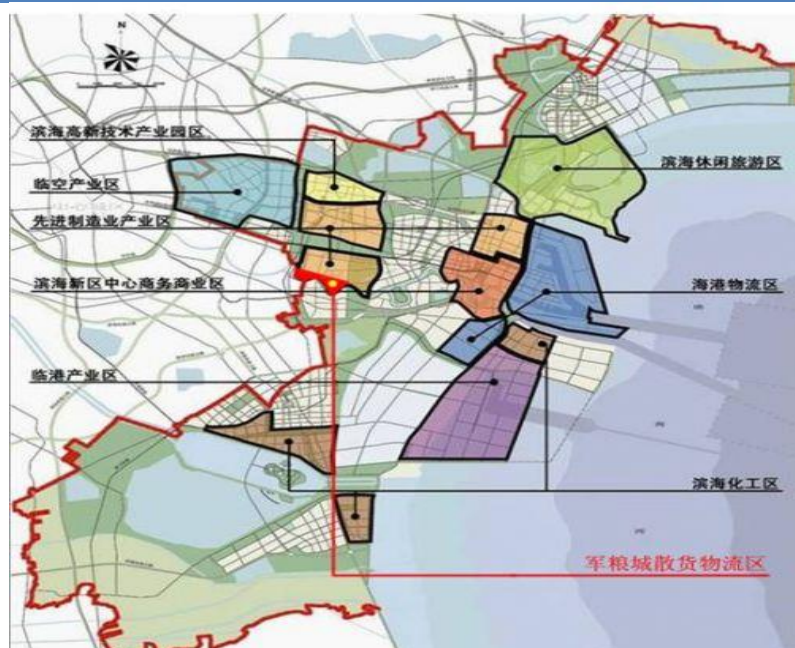 N
滨海高新技术产业园区
滨海休闲旅游区
临空产业区
先进制造业产业区
滨海新区中心商务商业区
海港物流区
临港产业区
滨海化工区
军粮城散货物流区